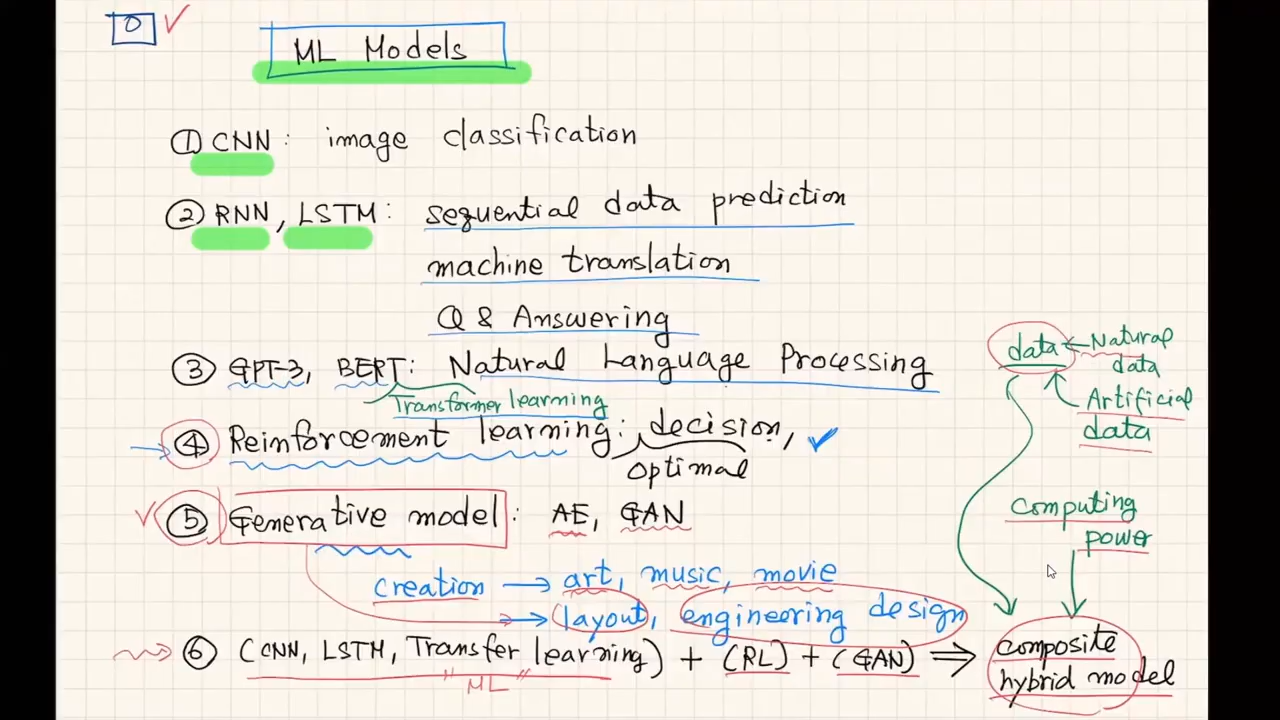 0
ML Models
① CNN : image classification
② RNN, LSTM : sequential data prediction
machine translation
Q & Answering
③ GPT-3, BERT : Natural Language Processing
Transformer learning
④ Reinforcement learning : decision,
optimal
⑤ Generative model : AE, GAN
creation → art, music, movie
→ layout, engineering design
⑥ (CNN, LSTM, Transfer learning) + (RL) + (GAN) ⇒ composite
hybrid model
"ML"
data ← Natural
data
Artificial
data
computing
power